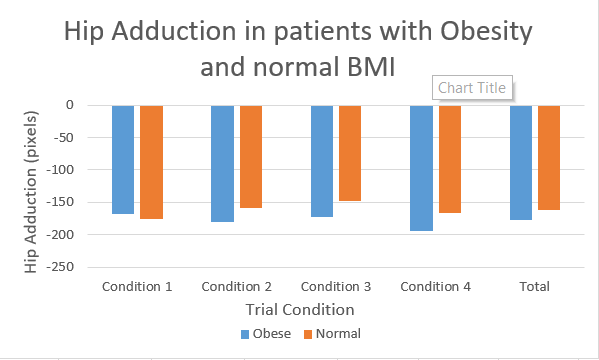 Hip Adduction in patients with Obesity
and normal BMI
Chart Title
Hip Adduction (pixels)
0
-50
-100
-150
-200
-250
Condition 1 Condition 2 Condition 3 Condition 4 Total
Trial Condition
Obese Normal